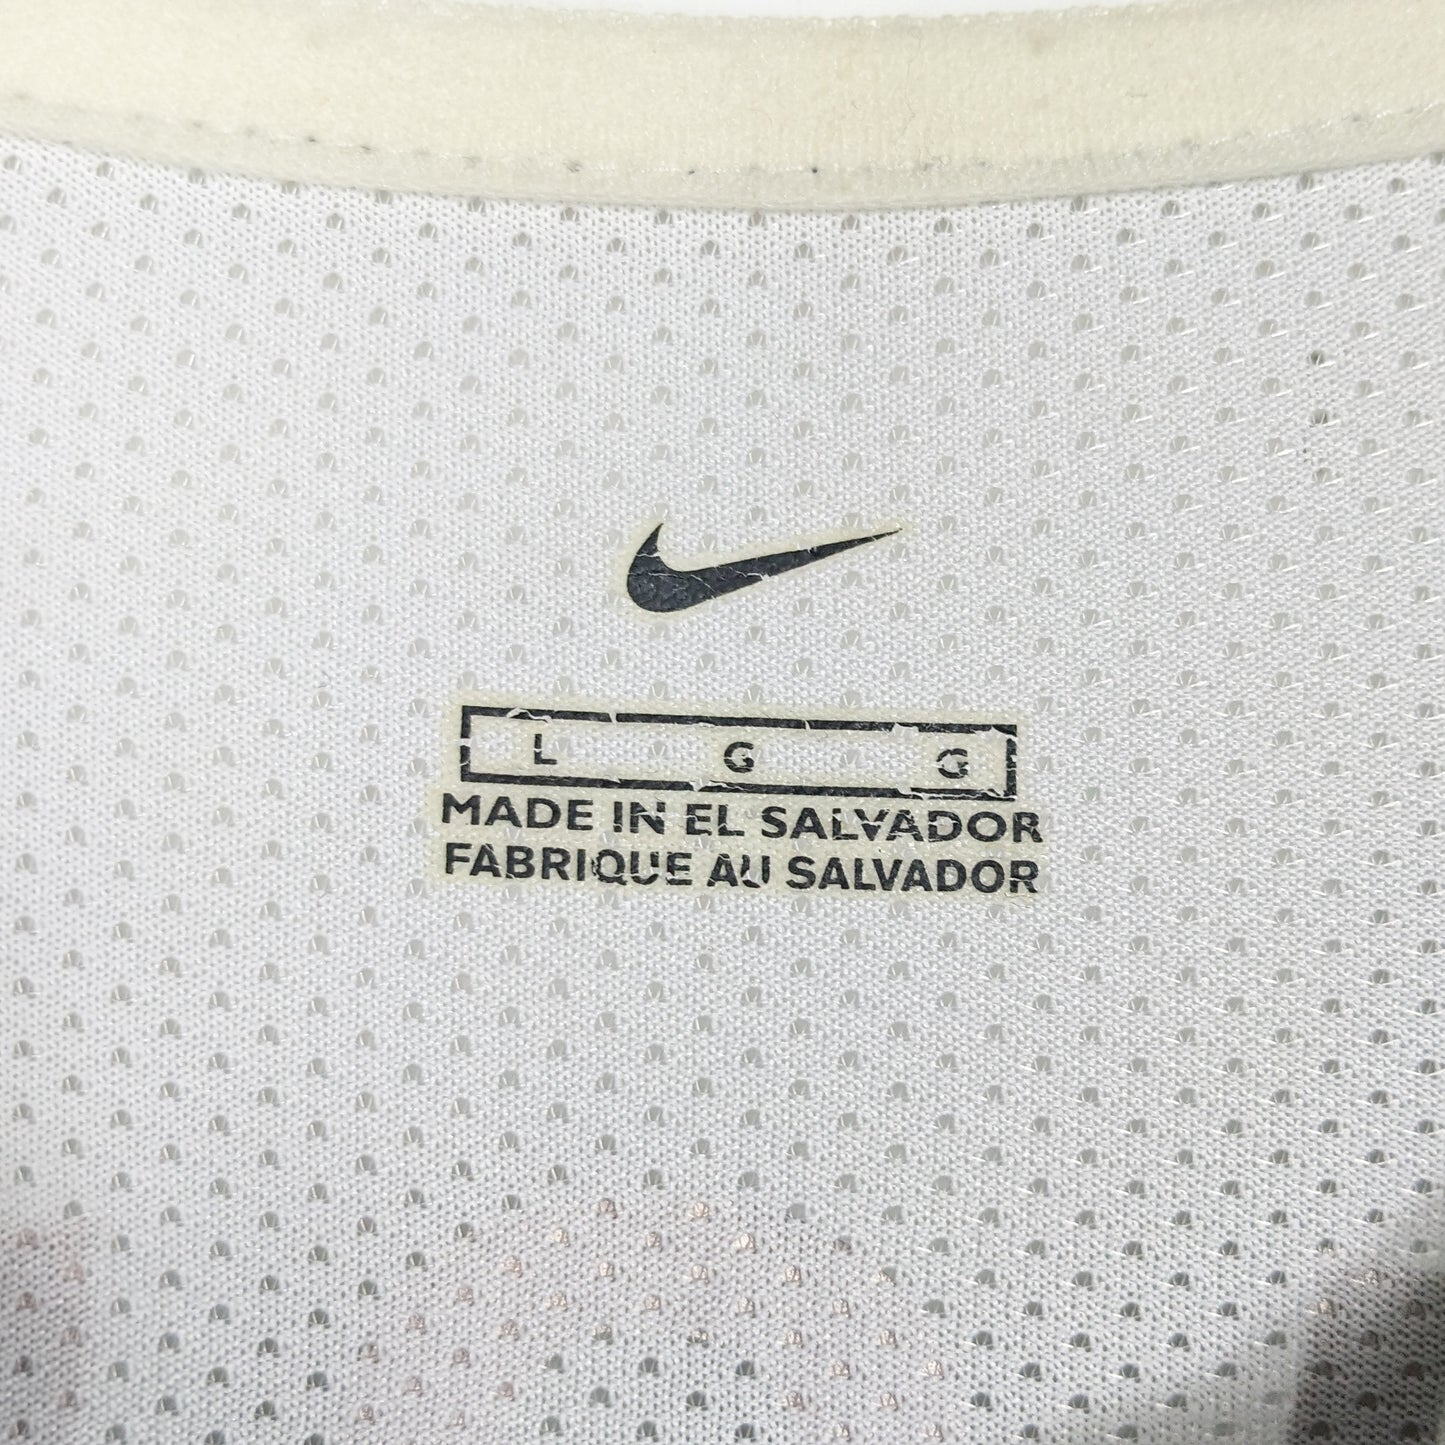 L G G
MADE IN EL SALVADOR
FABRIQUE AU SALVADOR